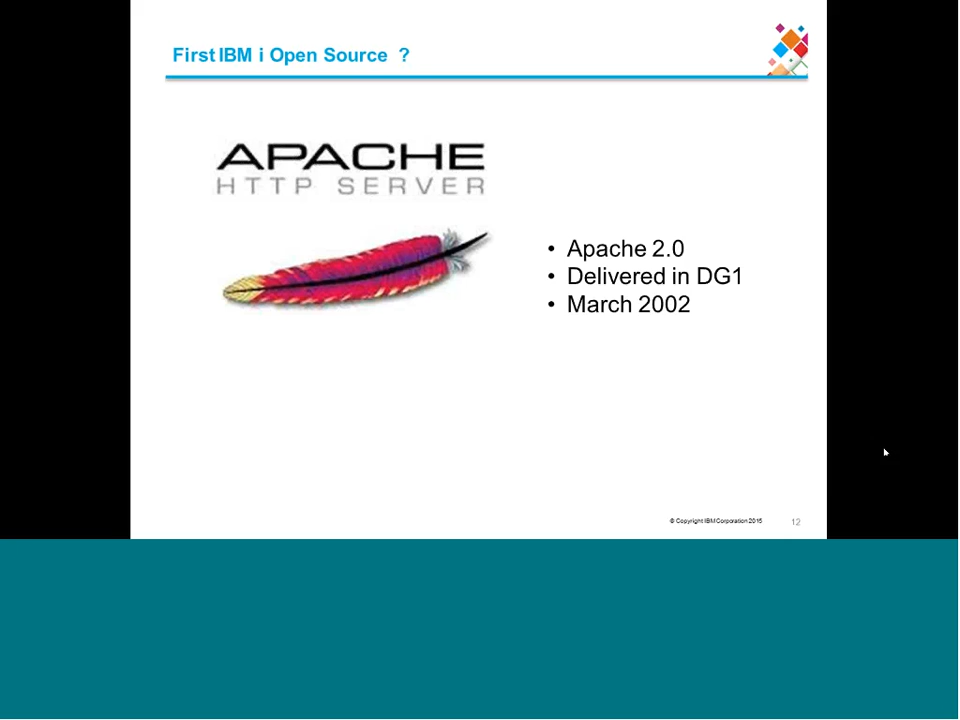 First IBM i Open Source ?
APACHE
HTTP SERVER
• Apache 2.0
• Delivered in DG1
• March 2002
© Copyright IBM Corporation 2015
12